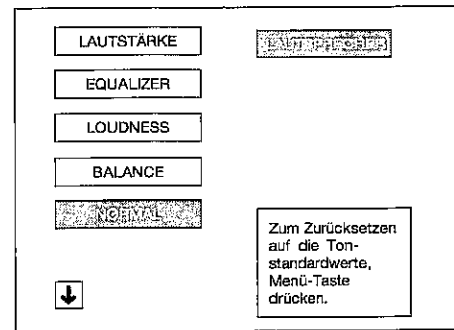 LAUTSTÄRKE
LAUTSPRECHER
EQUALIZER
LOUDNESS
BALANCE
NORMAL
Zum Zurücksetzen
auf die Ton-
standardwerte,
Menü-Taste
drücken.